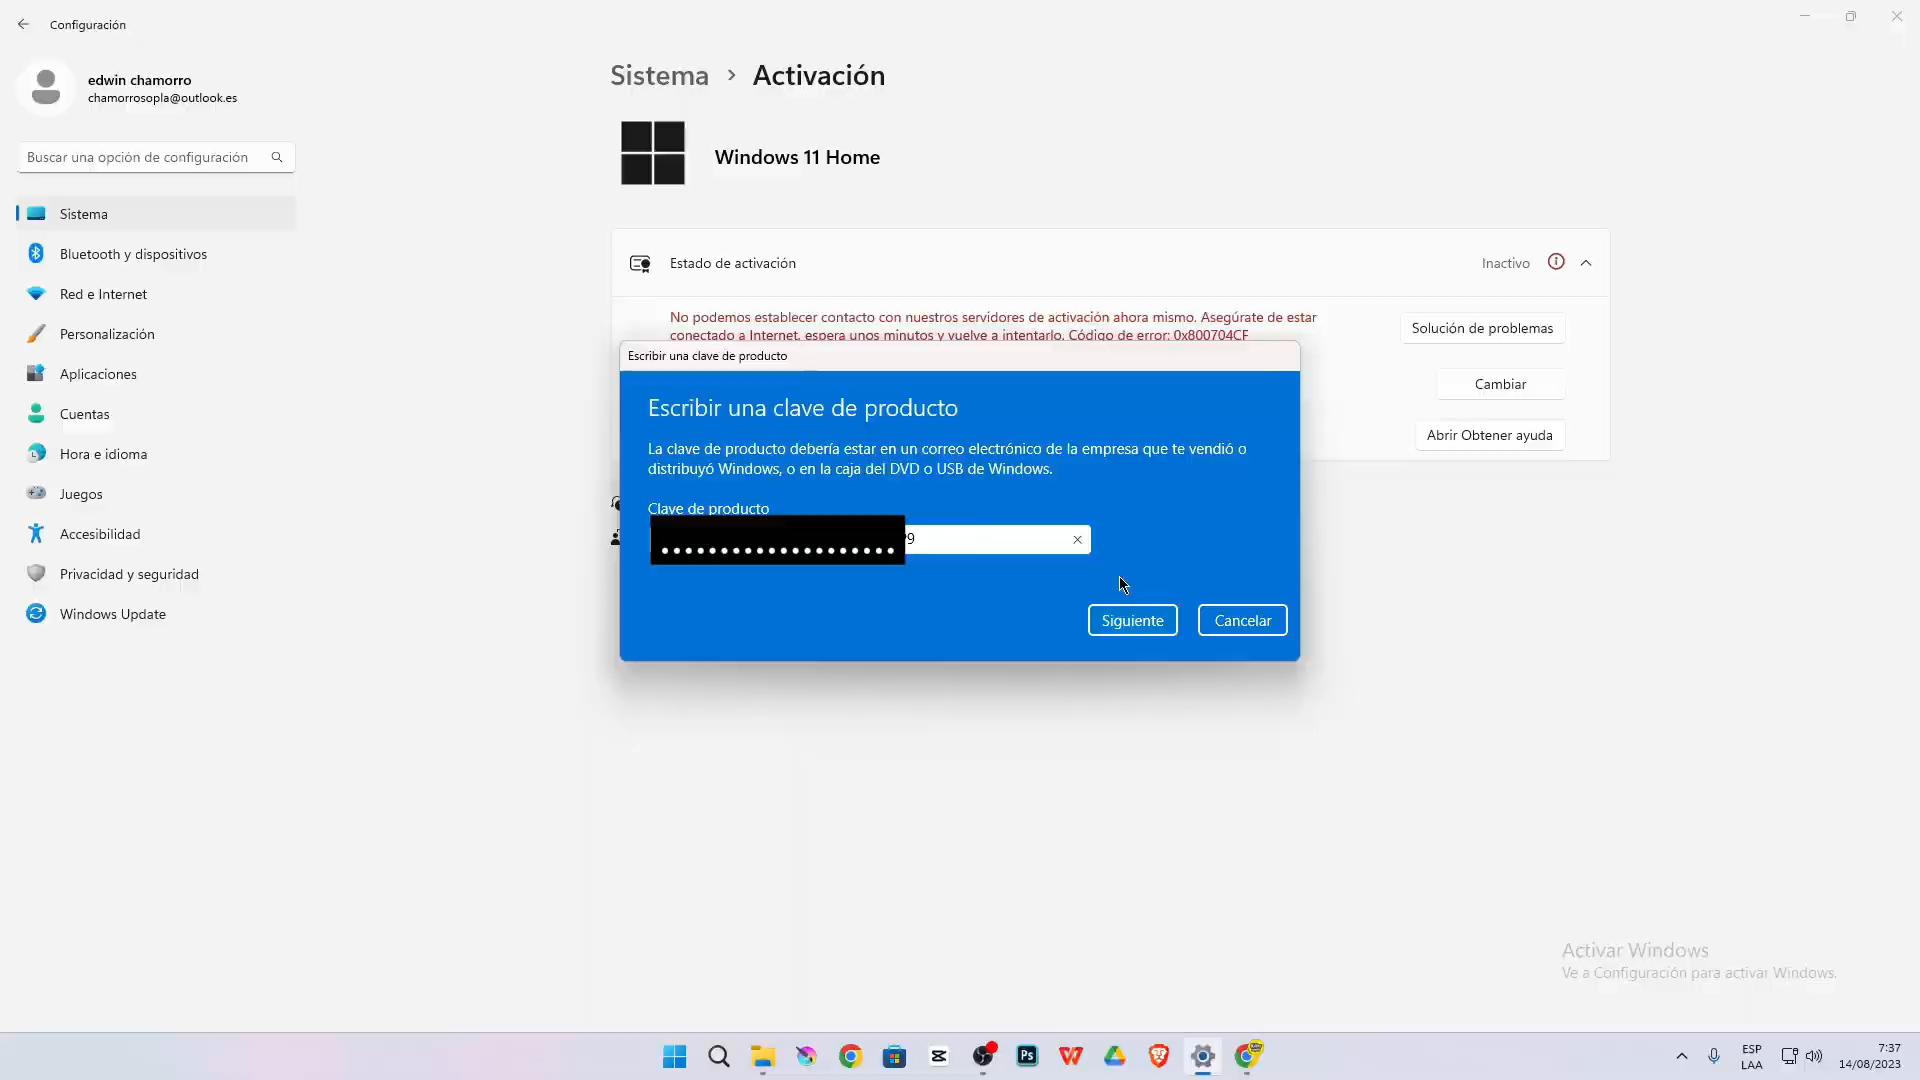 Configuración
edwin chamorro
chamorrosopla@outlook.es
Buscar una opción de configuración
Sistema
Bluetooth y dispositivos
Red e Internet
Personalización
Aplicaciones
Cuentas
Hora e idioma
Juegos
Accesibilidad
Privacidad y seguridad
Windows Update
Sistema > Activación
Windows 11 Home
Estado de activación
Inactivo
No podemos establecer contacto con nuestros servidores de activación ahora mismo. Asegúrate de estar
conectado a Internet, espera unos minutos y vuelve a intentarlo. Código de error: 0x800704CF
Solución de problemas
Cambiar
Abrir Obtener ayuda
Escribir una clave de producto
Escribir una clave de producto
La clave de producto debería estar en un correo electrónico de la empresa que te vendió o
distribuyó Windows, o en la caja del DVD o USB de Windows.
Clave de producto
9
Siguiente
Cancelar
Activar Windows
Ve a Configuración para activar Windows.
Ps
ESP
LAA
7:37
14/08/2023